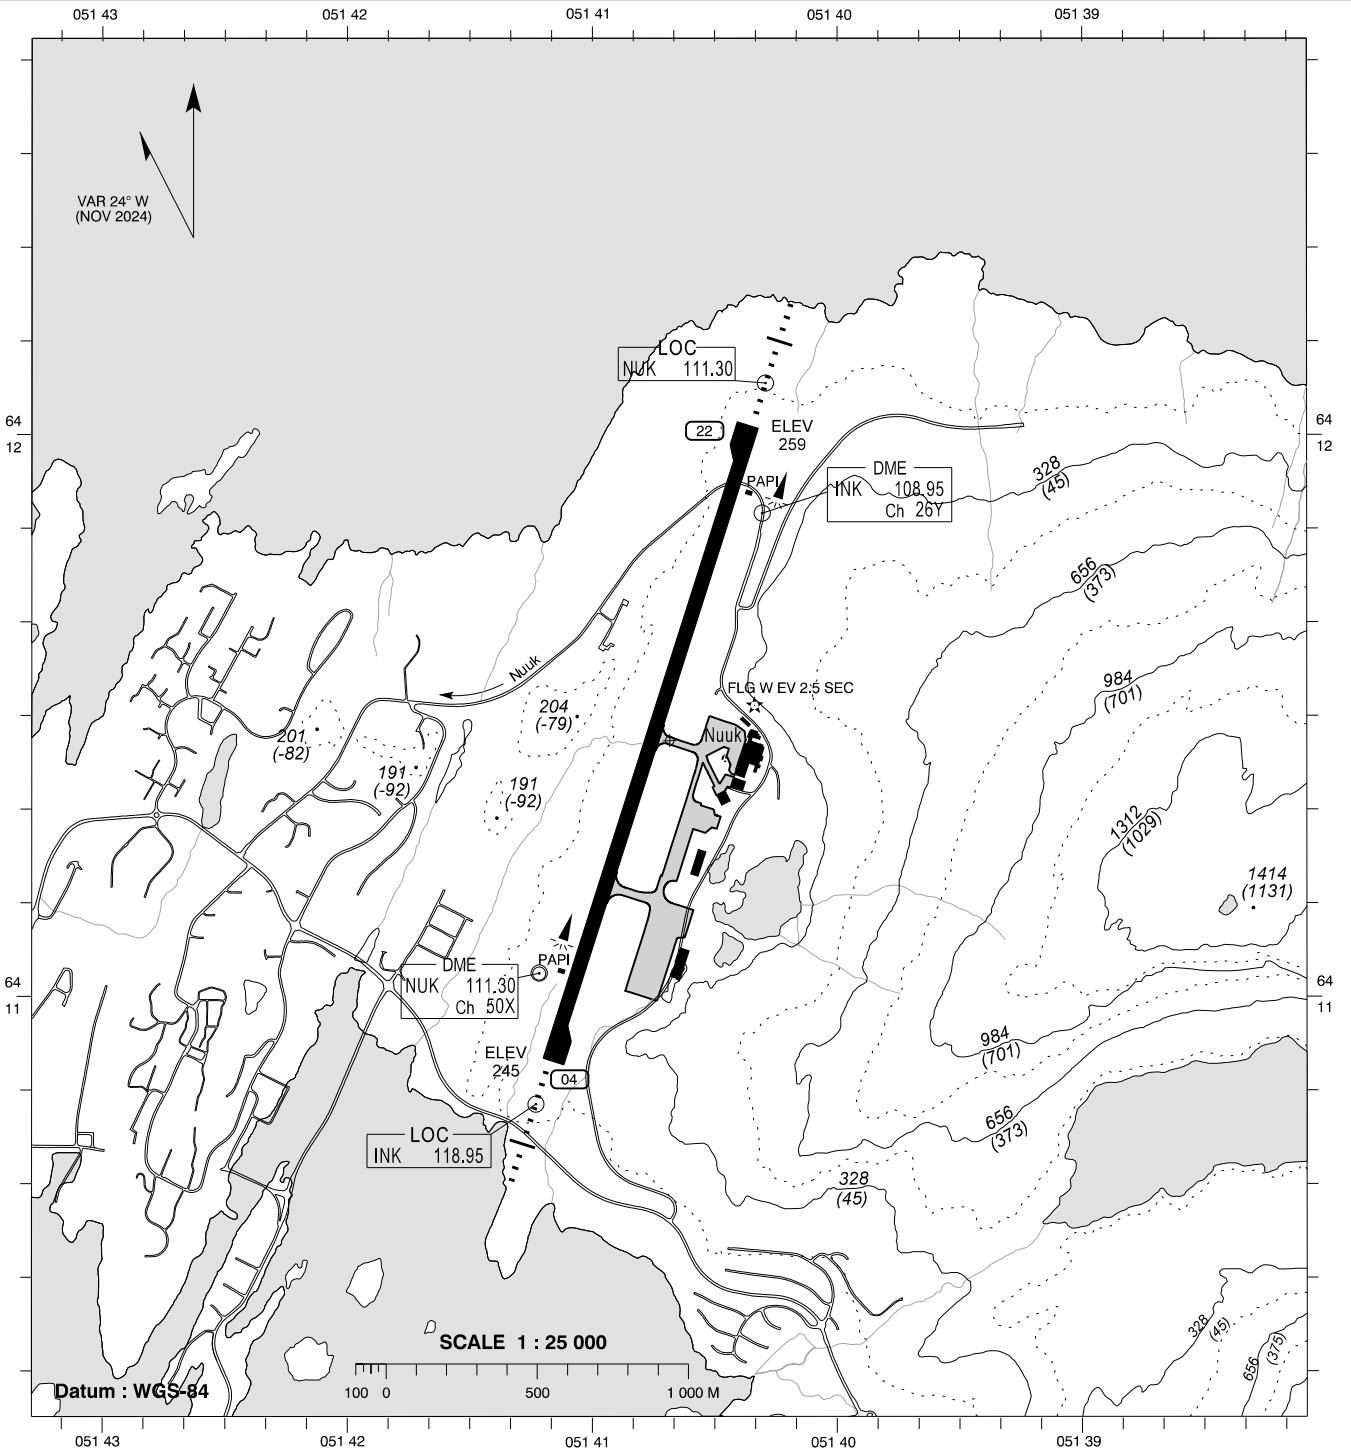 051 43
051 42
051 41
051 40
051 39
VAR 24° W
(NOV 2024)
LOC
NUK 111.30
64
12
64
12
22
ELEV
259
PAPI
DME
INK 108.95
Ch 26Y
328
(45)
656
(373)
984
(701)
Nuuk
FLG W EV 2.5 SEC
204
(-79)
201
(-82)
191
(-92)
191
(-92)
Nuuk
1312
(1029)
1414
(1131)
PAPI
DME
NUK 111.30
Ch 50X
64
11
64
11
984
(701)
ELEV
245
04
LOC
INK 118.95
656
(373)
328
(45)
328
(45)
656
(375)
SCALE 1 : 25 000
100 0 500 1 000 M
Datum : WGS-84
051 43
051 42
051 41
051 40
051 39